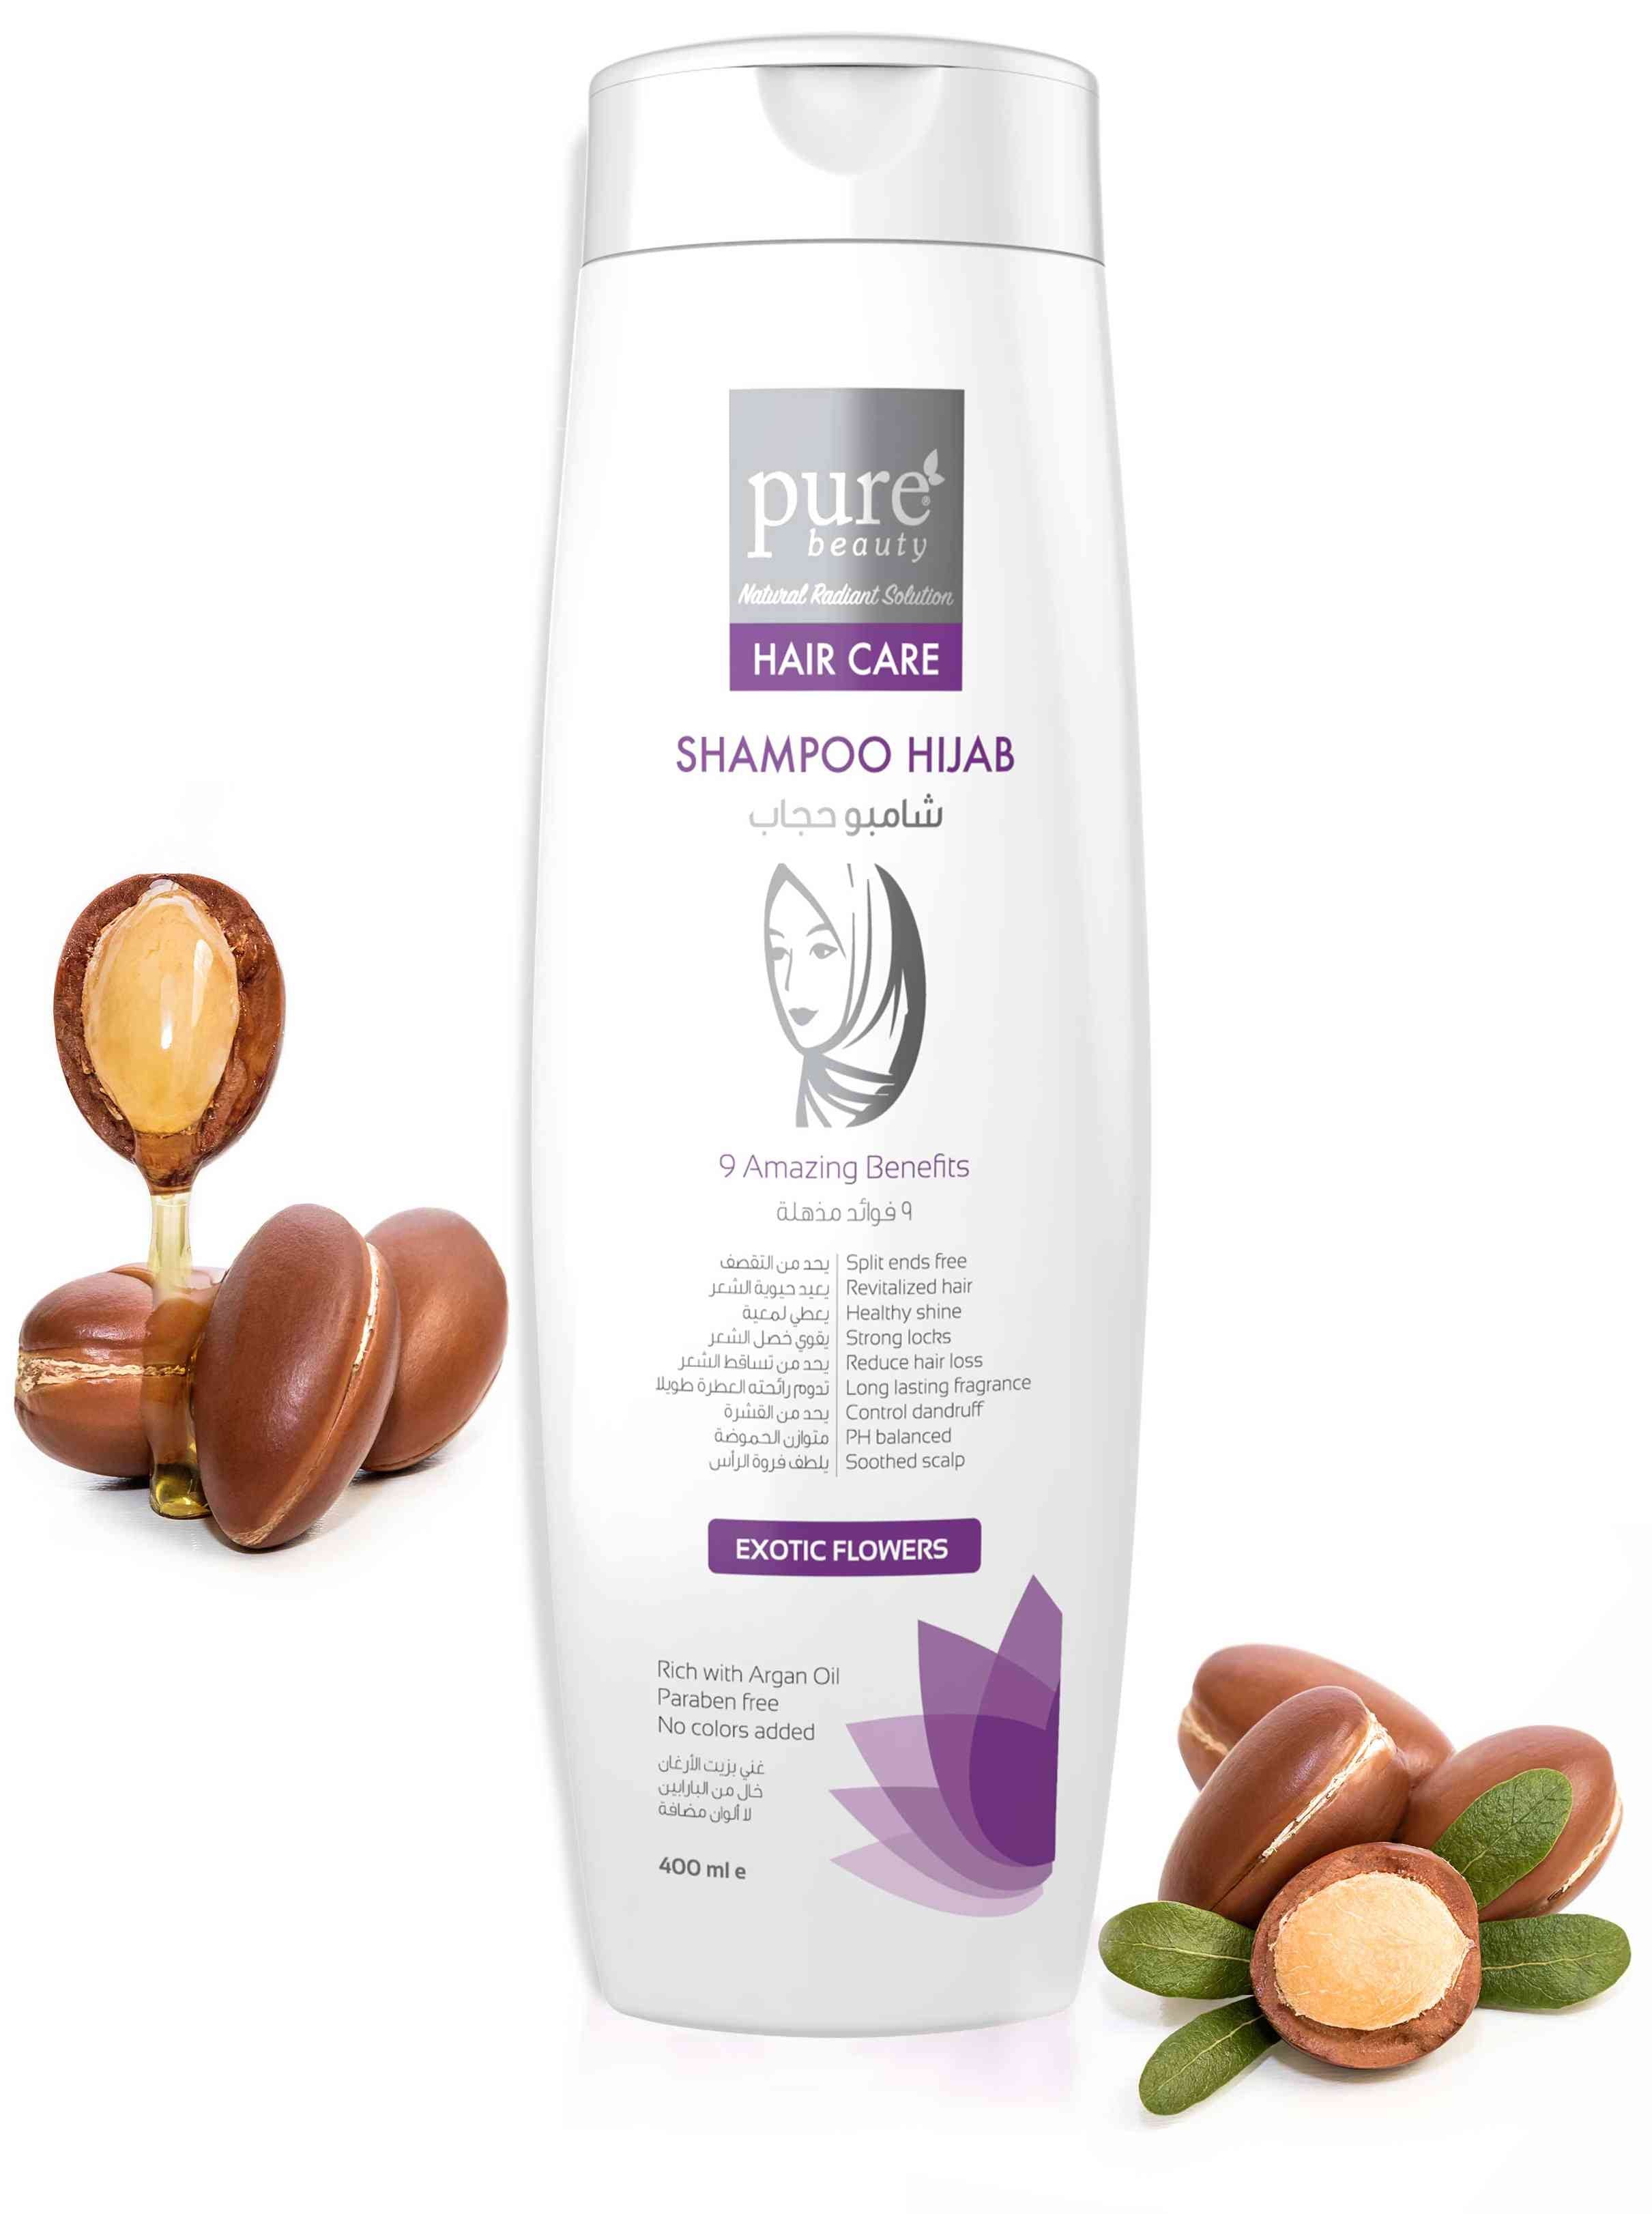 pure®
beauty
Natural Radiant Solution
HAIR CARE
SHAMPOO HIJAB
شامبو حجاب
9 Amazing Benefits
٩ فوائد مذهلة
يحد من التقصف | Split ends free
يعيد حيوية الشعر | Revitalized hair
يعطي لمعية | Healthy shine
يقوي خصل الشعر | Strong locks
يحد من تساقط الشعر | Reduce hair loss
تدوم رائحته العطرة طويلا | Long lasting fragrance
يحد من القشرة | Control dandruff
متوازن الحموضة | PH balanced
يلطف فروة الرأس | Soothed scalp
EXOTIC FLOWERS
Rich with Argan Oil
Paraben free
No colors added
غني بزيت الأرغان
خال من البارابين
لا ألوان مضافة
400 ml e